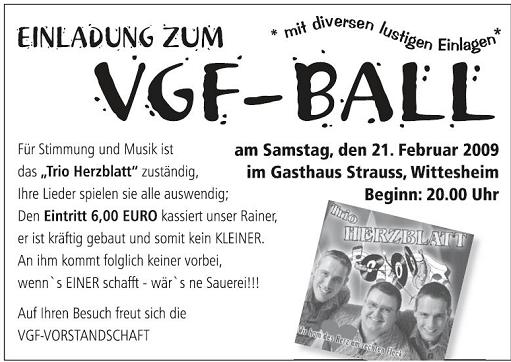 EINLADUNG ZUM
* mit diversen lustigen Einlagen*
VGF-BALL
Für Stimmung und Musik ist
das „Trio Herzblatt“ zuständig,
Ihre Lieder spielen sie alle auswendig;
Den Eintritt 6,00 EURO kassiert unser Rainer,
er ist kräftig gebaut und somit kein KLEINER.
An ihm kommt folglich keiner vorbei,
wenn`s EINER schafft - wär`s ne Sauerei!!!
Auf Ihren Besuch freut sich die
VGF-VORSTANDSCHAFT
am Samstag, den 21. Februar 2009
im Gasthaus Strauss, Wittesheim
Beginn: 20.00 Uhr
Trio
HERZBLATT